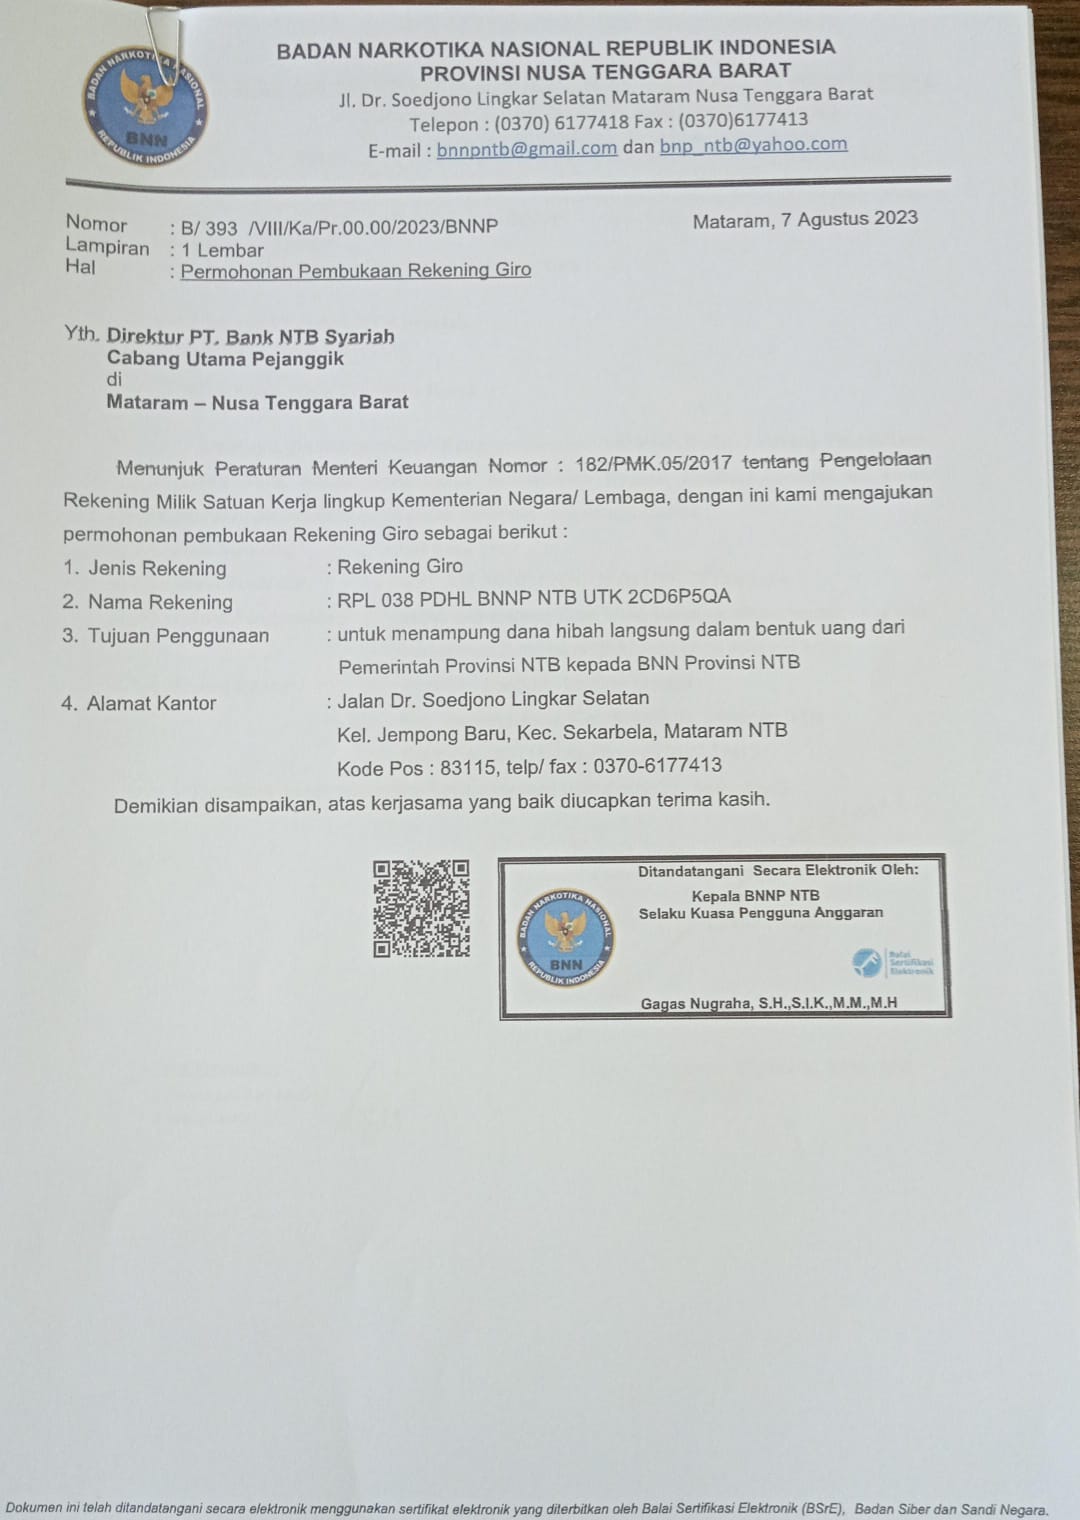 BADAN NARKOTIKA NASIONAL REPUBLIK INDONESIA
PROVINSI NUSA TENGGARA BARAT
Jl. Dr. Soedjono Lingkar Selatan Mataram Nusa Tenggara Barat
Telepon : (0370) 6177418 Fax : (0370)6177413
E-mail : bnnpntb@gmail.com dan bnp_ntb@yahoo.com
BADAN NARKOTIKA NASIONAL
BNN
REPUBLIK INDONESIA
Nomor : B/ 393 /VIII/Ka/Pr.00.00/2023/BNNP Mataram, 7 Agustus 2023
Lampiran : 1 Lembar
Hal : Permohonan Pembukaan Rekening Giro
Yth. Direktur PT. Bank NTB Syariah
Cabang Utama Pejanggik
di
Mataram – Nusa Tenggara Barat
Menunjuk Peraturan Menteri Keuangan Nomor : 182/PMK.05/2017 tentang Pengelolaan
Rekening Milik Satuan Kerja lingkup Kementerian Negara/ Lembaga, dengan ini kami mengajukan
permohonan pembukaan Rekening Giro sebagai berikut :
1. Jenis Rekening : Rekening Giro
2. Nama Rekening : RPL 038 PDHL BNNP NTB UTK 2CD6P5QA
3. Tujuan Penggunaan : untuk menampung dana hibah langsung dalam bentuk uang dari
Pemerintah Provinsi NTB kepada BNN Provinsi NTB
4. Alamat Kantor : Jalan Dr. Soedjono Lingkar Selatan
Kel. Jempong Baru, Kec. Sekarbela, Mataram NTB
Kode Pos : 83115, telp/ fax : 0370-6177413
Demikian disampaikan, atas kerjasama yang baik diucapkan terima kasih.
Ditandatangani Secara Elektronik Oleh:
Kepala BNNP NTB
Selaku Kuasa Pengguna Anggaran
BADAN NARKOTIKA NASIONAL
BNN
REPUBLIK INDONESIA
Balai
Sertifikasi
Elektronik
Gagas Nugraha, S.H.,S.I.K.,M.M.,M.H
Dokumen ini telah ditandatangani secara elektronik menggunakan sertifikat elektronik yang diterbitkan oleh Balai Sertifikasi Elektronik (BSrE), Badan Siber dan Sandi Negara.